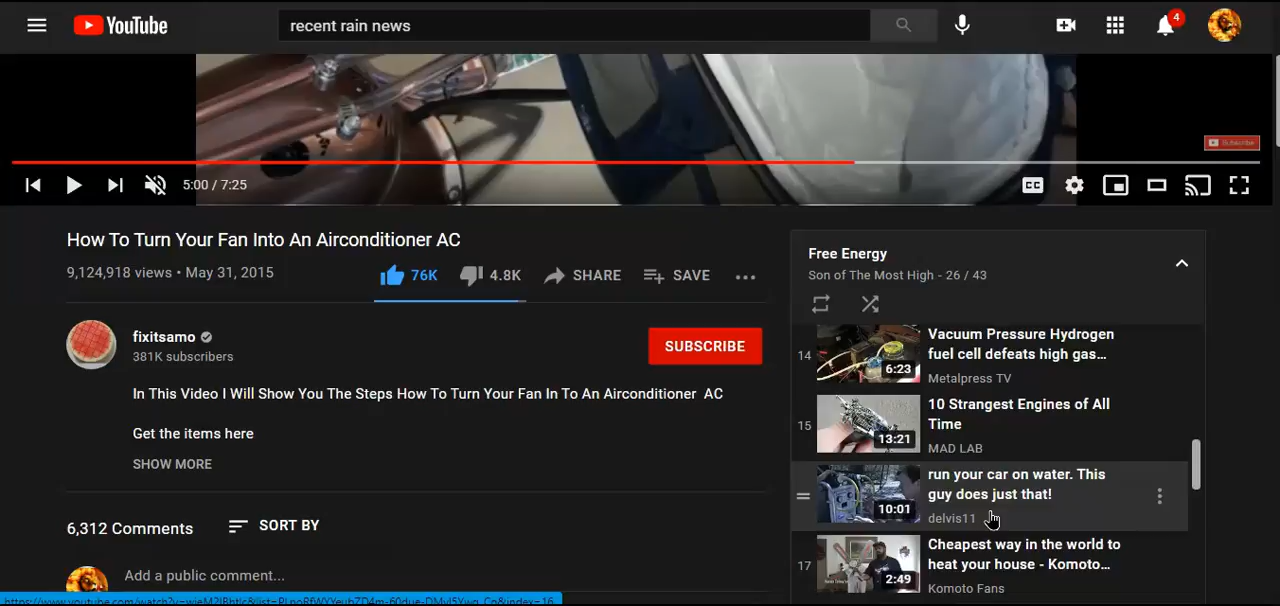 YouTube
recent rain news
4
Subscribe
5:00 / 7:25
CC
How To Turn Your Fan Into An Airconditioner AC
9,124,918 views • May 31, 2015
76K
4.8K
SHARE
SAVE
fixitsamo
381K subscribers
SUBSCRIBE
In This Video I Will Show You The Steps How To Turn Your Fan In To An Airconditioner AC
Get the items here
SHOW MORE
6,312 Comments
SORT BY
Add a public comment...
Free Energy
Son of The Most High - 26 / 43
14
6:23
Vacuum Pressure Hydrogen
fuel cell defeats high gas...
Metalpress TV
15
13:21
10 Strangest Engines of All
Time
MAD LAB
10:01
run your car on water. This
guy does just that!
delvis11
17
2:49
Cheapest way in the world to
heat your house - Komoto...
Komoto Fans